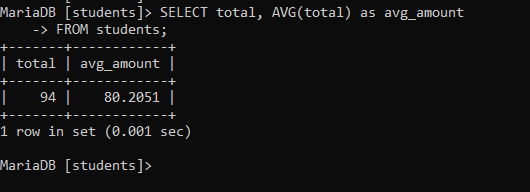 MariaDB [students]> SELECT total, AVG(total) as avg_amount
    -> FROM students;
+-------+------------+
| total | avg_amount |
+-------+------------+
|    94 |    80.2051 |
+-------+------------+
1 row in set (0.001 sec)
MariaDB [students]>